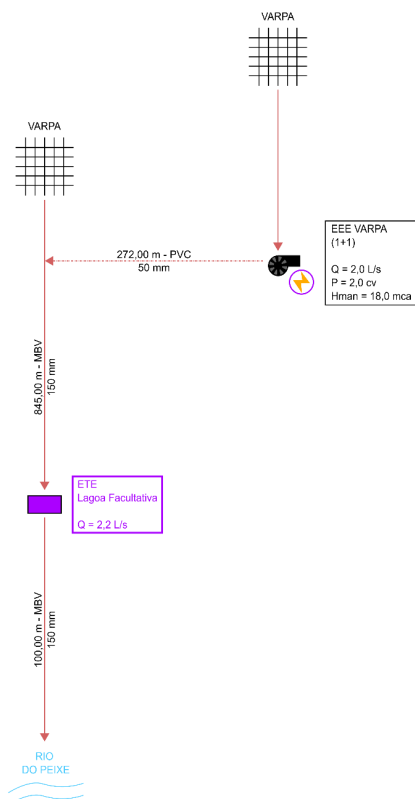 VARPA
VARPA
272,00 m - PVC
50 mm
EEE VARPA
(1+1)
Q = 2,0 L/s
P = 2,0 cv
Hman = 18,0 mca
845,00 m - MBV
150 mm
ETE
Lagoa Facultativa
Q = 2,2 L/s
100,00 m - MBV
150 mm
RIO
DO PEIXE